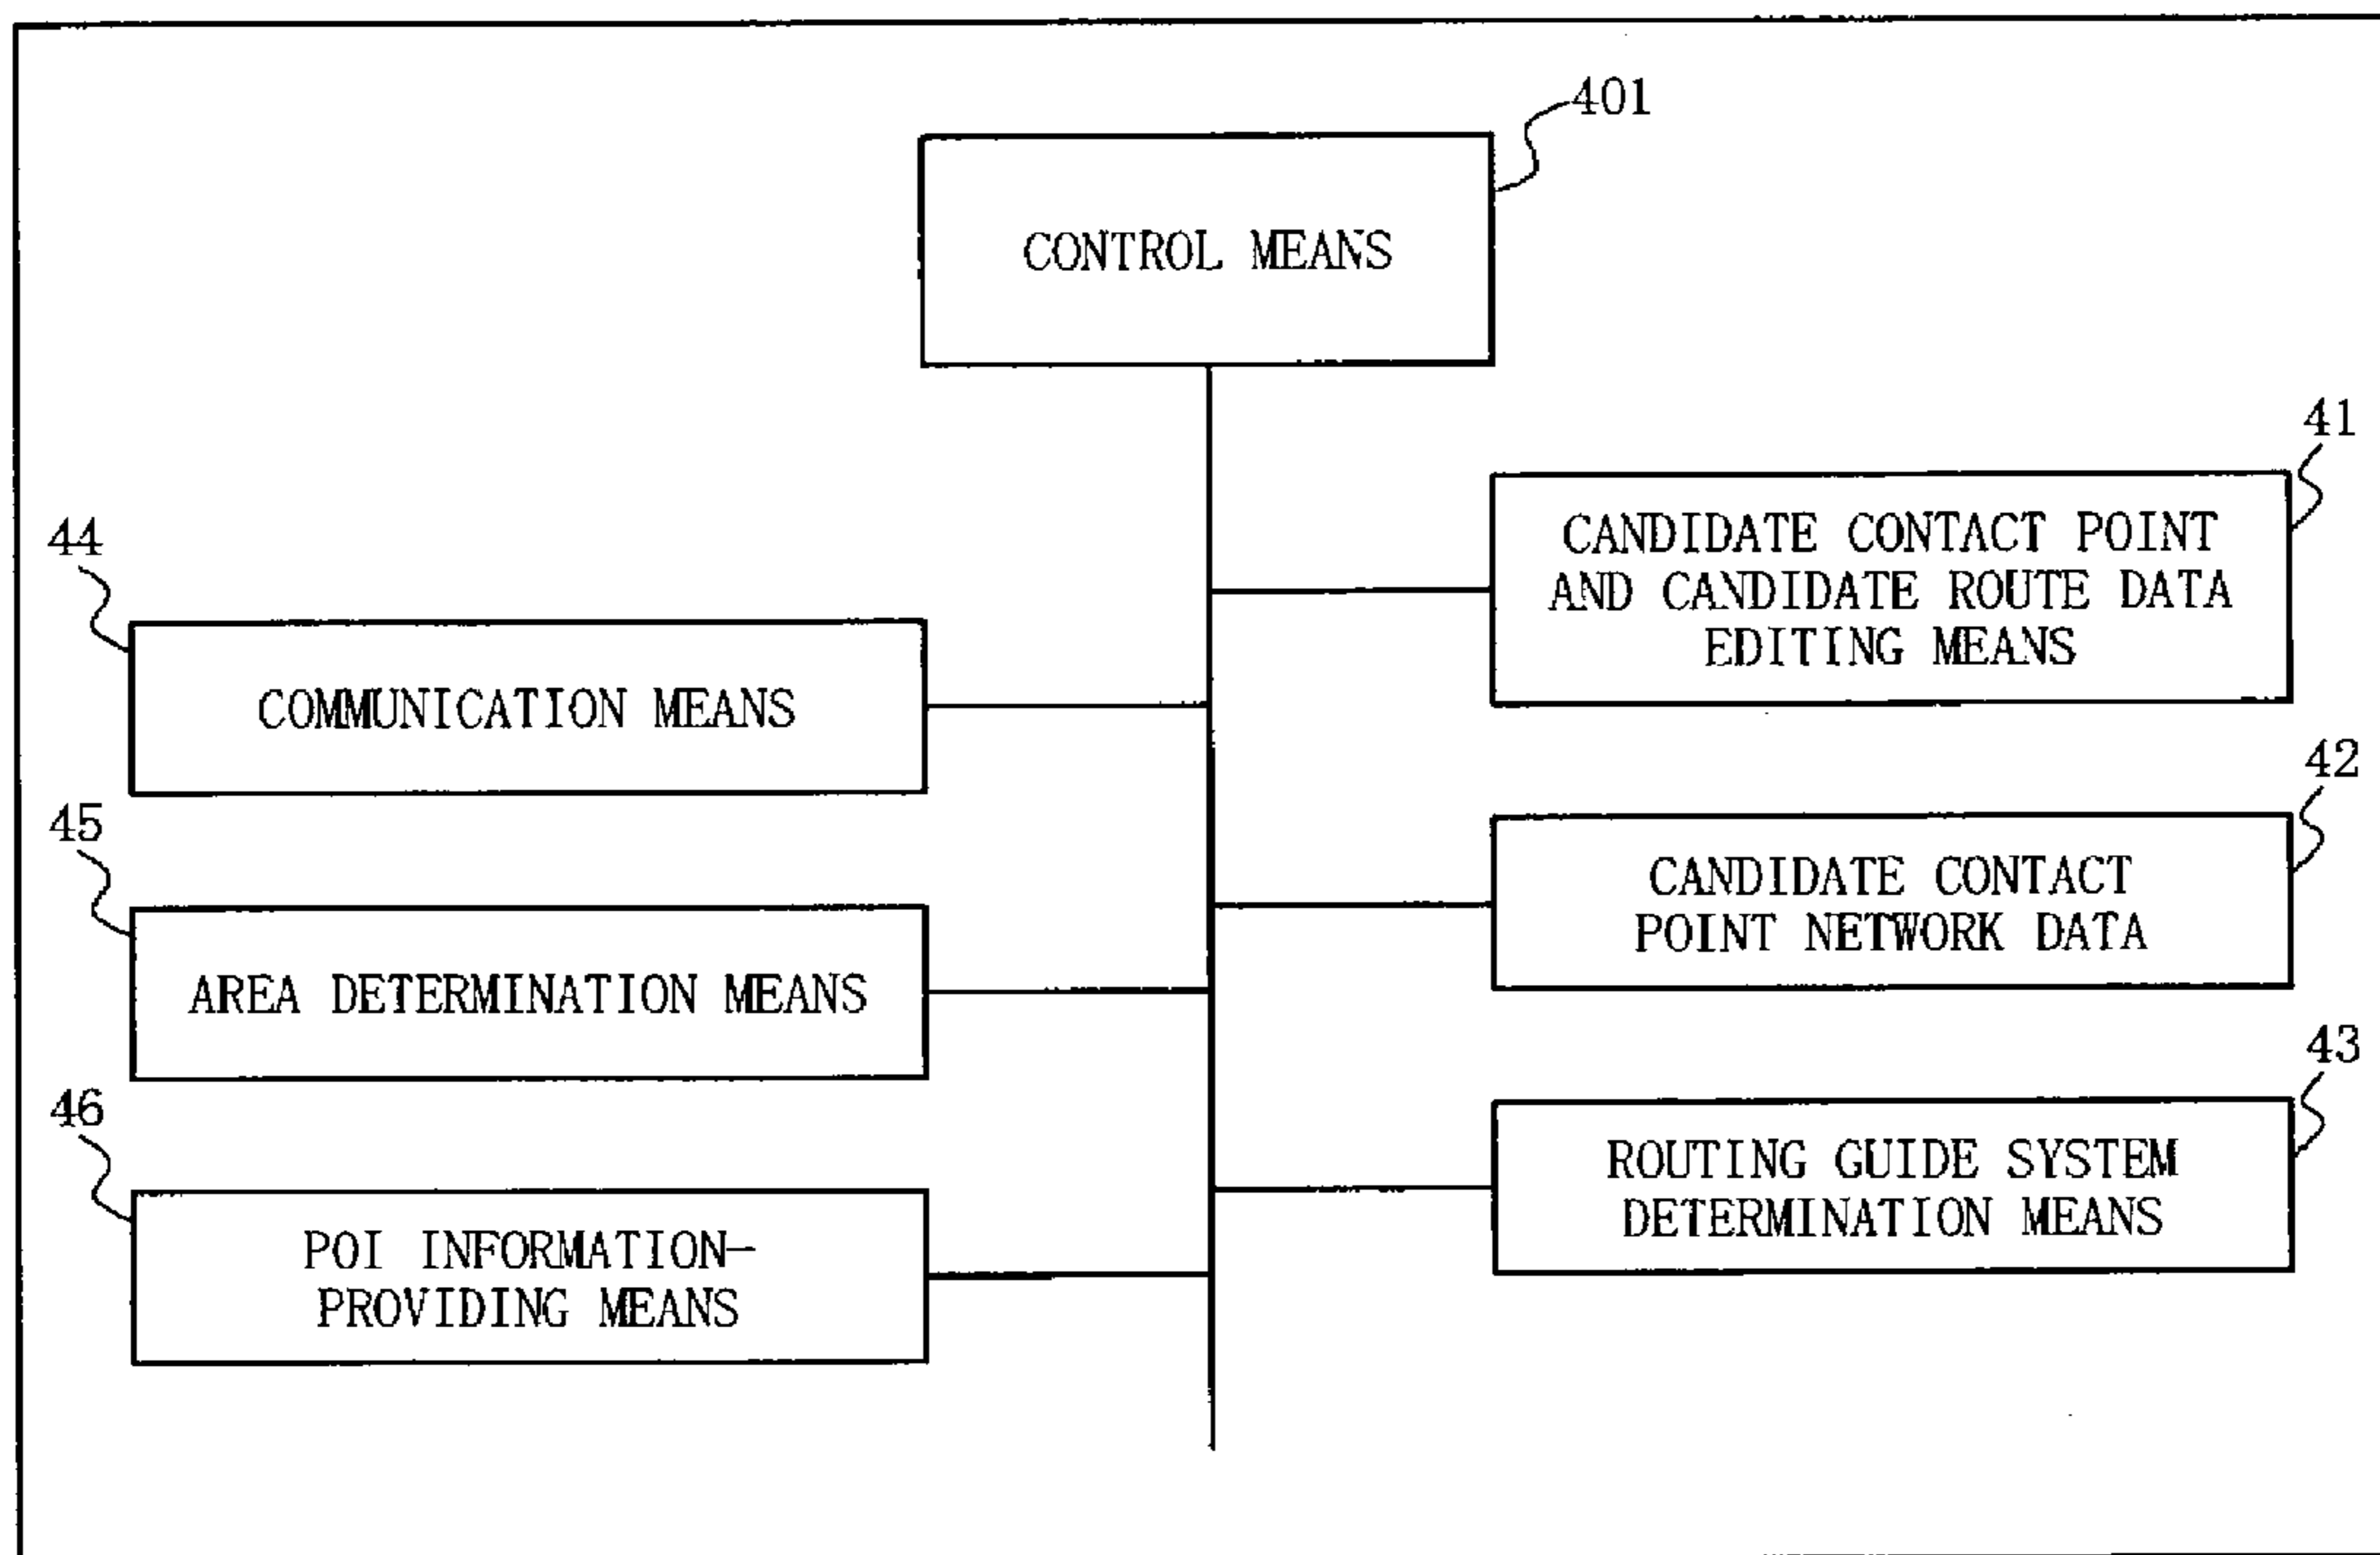 401
CONTROL MEANS
41
CANDIDATE CONTACT POINT
AND CANDIDATE ROUTE DATA
EDITING MEANS
44
COMMUNICATION MEANS
42
CANDIDATE CONTACT
POINT NETWORK DATA
45
AREA DETERMINATION MEANS
43
ROUTING GUIDE SYSTEM
DETERMINATION MEANS
46
POI INFORMATION-
PROVIDING MEANS